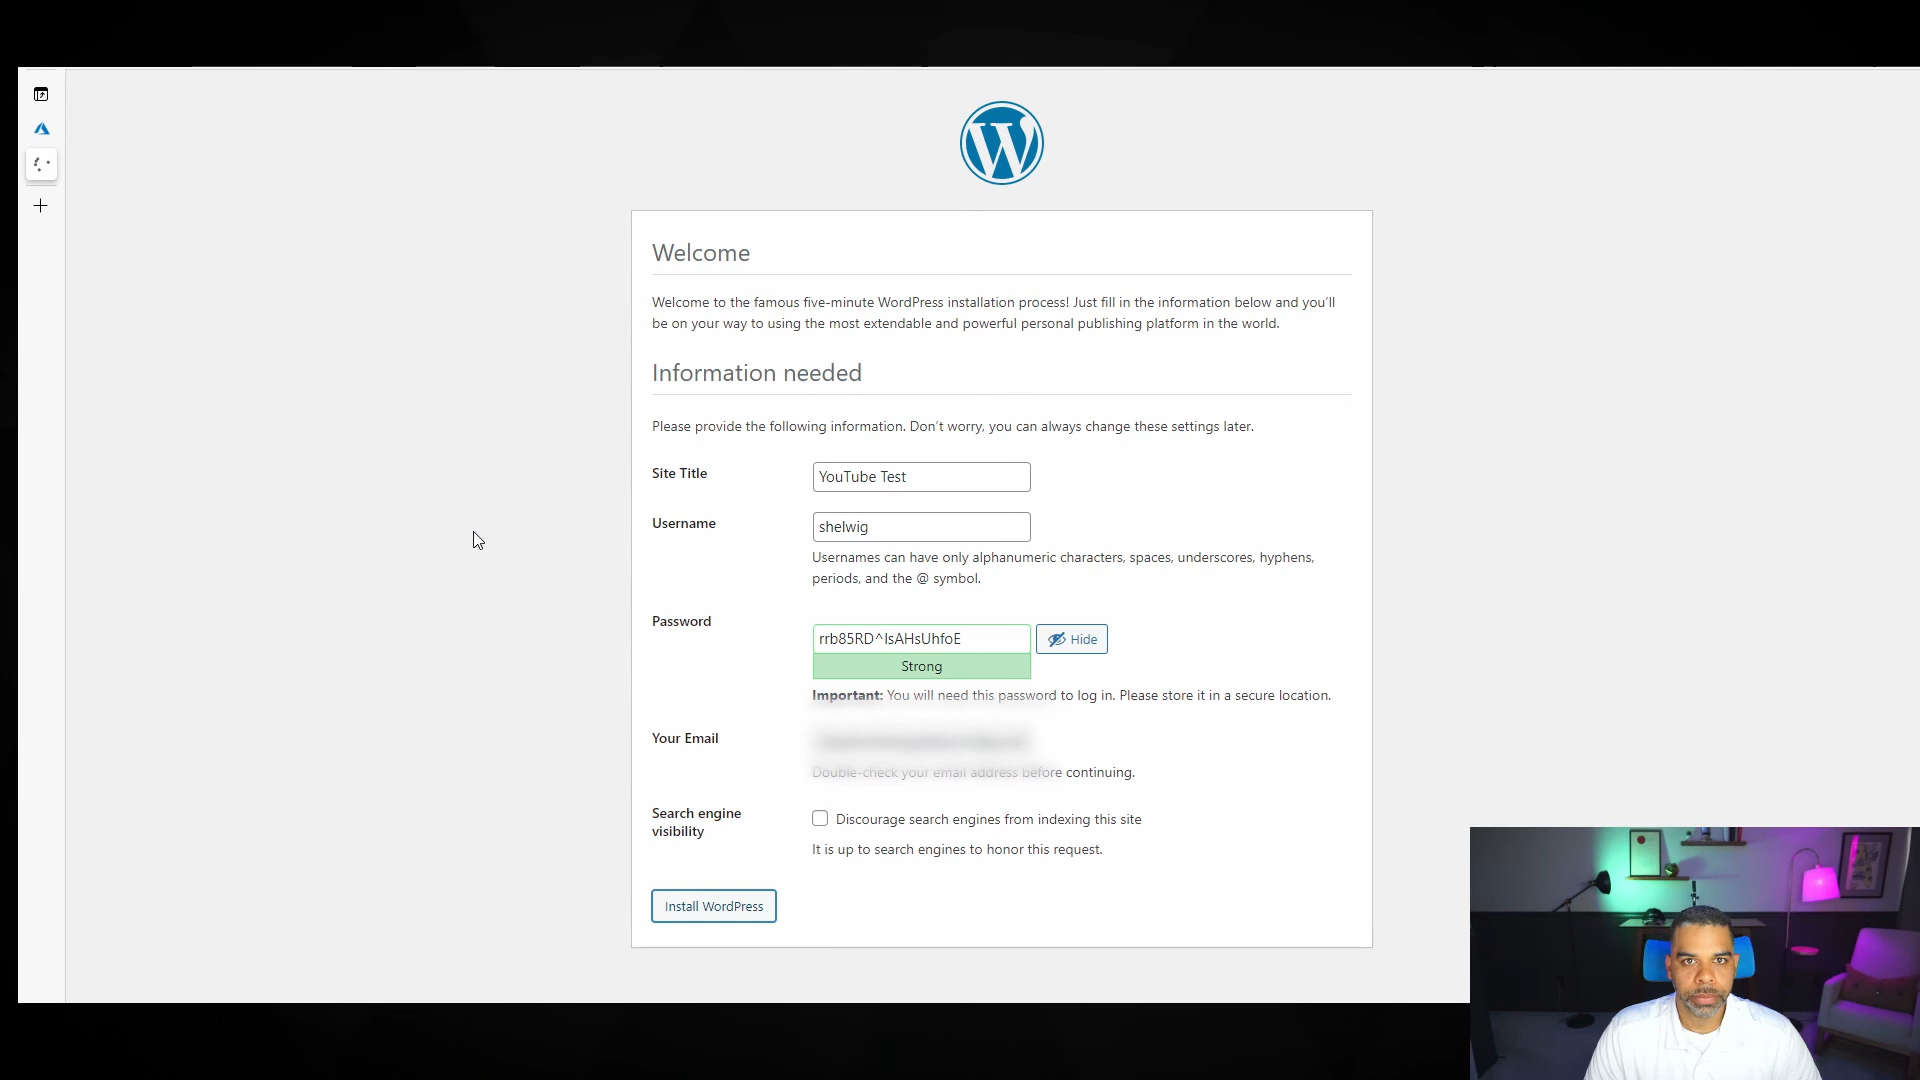 Welcome
Welcome to the famous five-minute WordPress installation process! Just fill in the information below and you’ll
be on your way to using the most extendable and powerful personal publishing platform in the world.
Information needed
Please provide the following information. Don’t worry, you can always change these settings later.
Site Title
YouTube Test
Username
shelwig
Usernames can have only alphanumeric characters, spaces, underscores, hyphens,
periods, and the @ symbol.
Password
rrb85RD^IsAHsUhfoE
Hide
Strong
Important: You will need this password to log in. Please store it in a secure location.
Your Email
Double-check your email address before continuing.
Search engine
visibility
Discourage search engines from indexing this site
It is up to search engines to honor this request.
Install WordPress